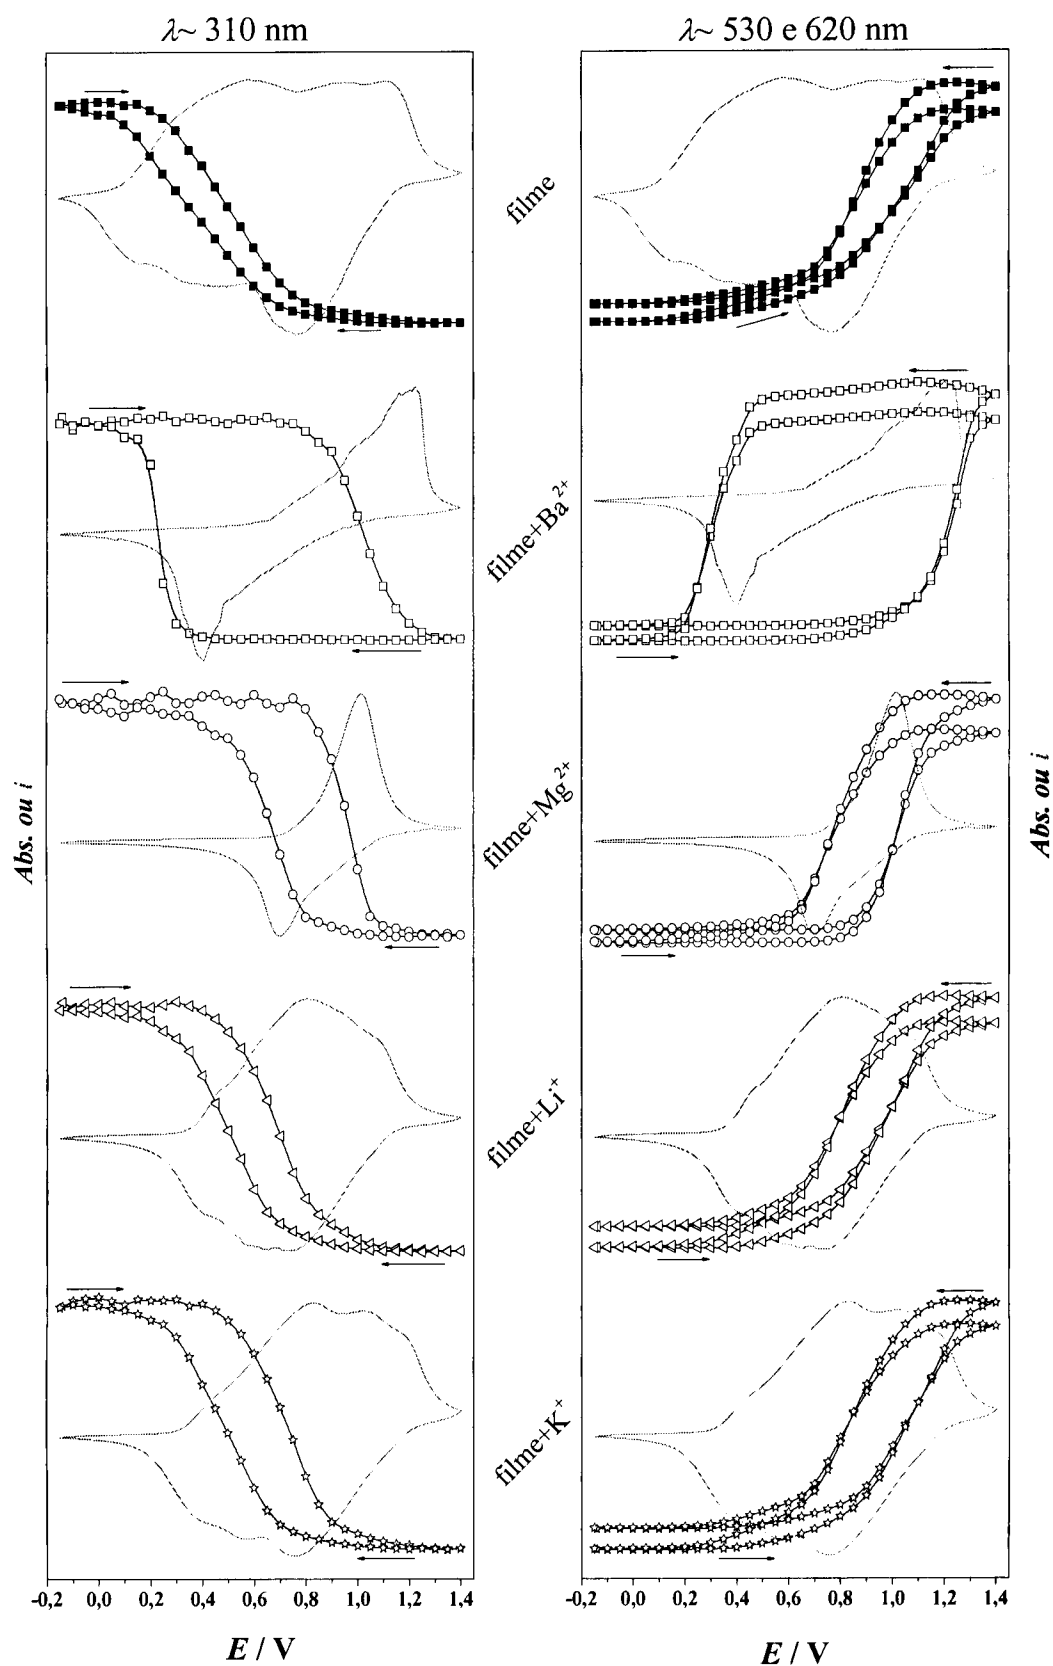 λ~ 310 nm
λ~ 530 e 620 nm
filme
filme+Ba²⁺
filme+Mg²⁺
filme+Li⁺
filme+K⁺
Abs. ou i
Abs. ou i
-0,2 0,0 0,2 0,4 0,6 0,8 1,0 1,2 1,4
-0,2 0,0 0,2 0,4 0,6 0,8 1,0 1,2 1,4
E / V
E / V